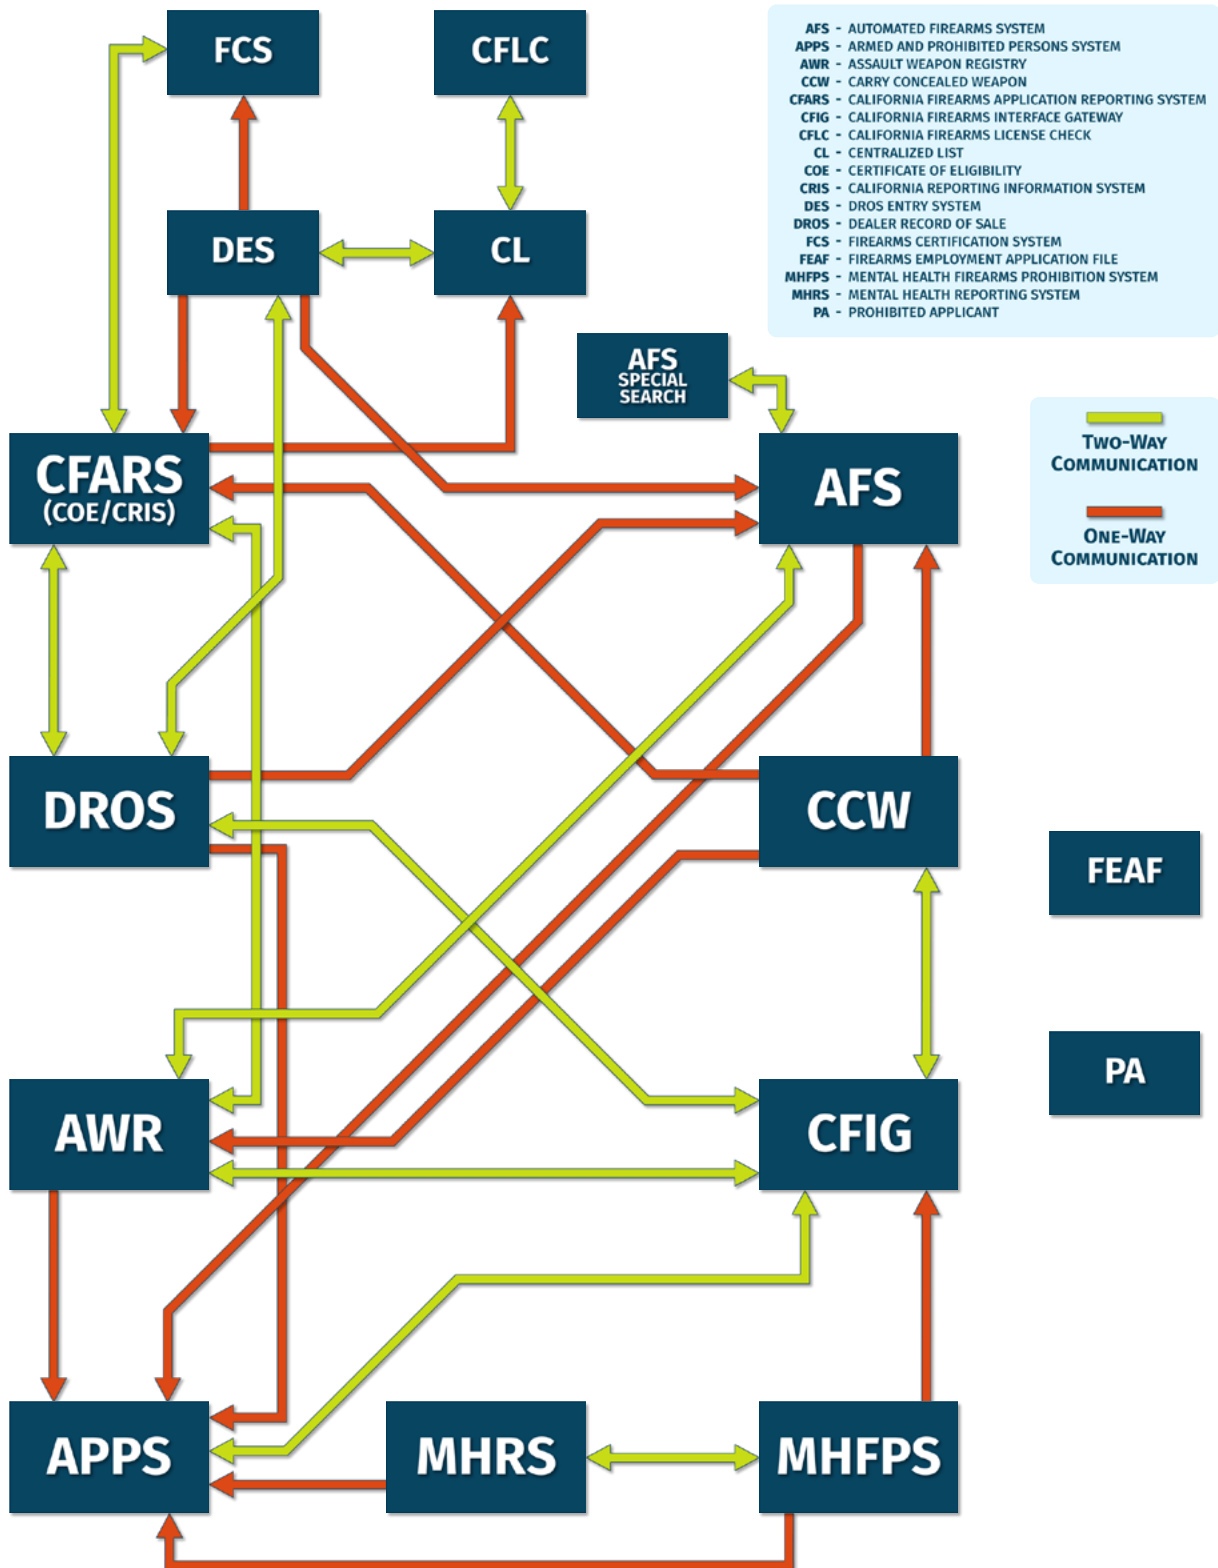 FCS
CFLC
AFS - AUTOMATED FIREARMS SYSTEM
APPS - ARMED AND PROHIBITED PERSONS SYSTEM
AWR - ASSAULT WEAPON REGISTRY
CCW - CARRY CONCEALED WEAPON
CFARS - CALIFORNIA FIREARMS APPLICATION REPORTING SYSTEM
CFIG - CALIFORNIA FIREARMS INTERFACE GATEWAY
CFLC - CALIFORNIA FIREARMS LICENSE CHECK
CL - CENTRALIZED LIST
COE - CERTIFICATE OF ELIGIBILITY
CRIS - CALIFORNIA REPORTING INFORMATION SYSTEM
DES - DROS ENTRY SYSTEM
DROS - DEALER RECORD OF SALE
FCS - FIREARMS CERTIFICATION SYSTEM
FEAF - FIREARMS EMPLOYMENT APPLICATION FILE
MHFPS - MENTAL HEALTH FIREARMS PROHIBITION SYSTEM
MHRS - MENTAL HEALTH REPORTING SYSTEM
PA - PROHIBITED APPLICANT
DES
CL
AFS
SPECIAL
SEARCH
CFARS
(COE/CRIS)
AFS
TWO-WAY
COMMUNICATION
ONE-WAY
COMMUNICATION
DROS
CCW
FEAF
PA
AWR
CFIG
APPS
MHRS
MHFPS